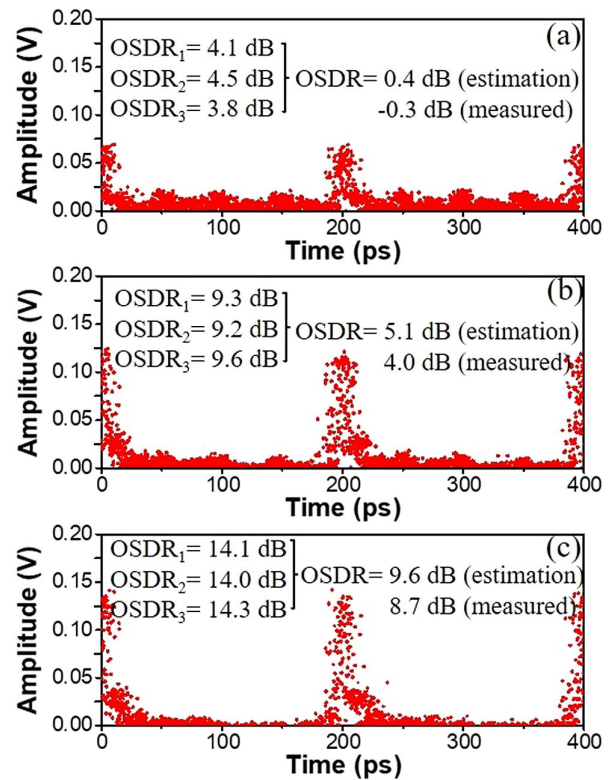 (a)
0.20
OSDR1= 4.1 dB
OSDR2= 4.5 dB OSDR= 0.4 dB (estimation)
OSDR3= 3.8 dB -0.3 dB (measured)
0.15
0.10
0.05
0.00
Amplitude (V)
0 100 200 300 400
Time (ps)
(b)
0.20
OSDR1= 9.3 dB
OSDR2= 9.2 dB OSDR= 5.1 dB (estimation)
OSDR3= 9.6 dB 4.0 dB (measured)
0.15
0.10
0.05
0.00
Amplitude (V)
0 100 200 300 400
Time (ps)
(c)
0.20
OSDR1= 14.1 dB
OSDR2= 14.0 dB OSDR= 9.6 dB (estimation)
OSDR3= 14.3 dB 8.7 dB (measured)
0.15
0.10
0.05
0.00
Amplitude (V)
0 100 200 300 400
Time (ps)